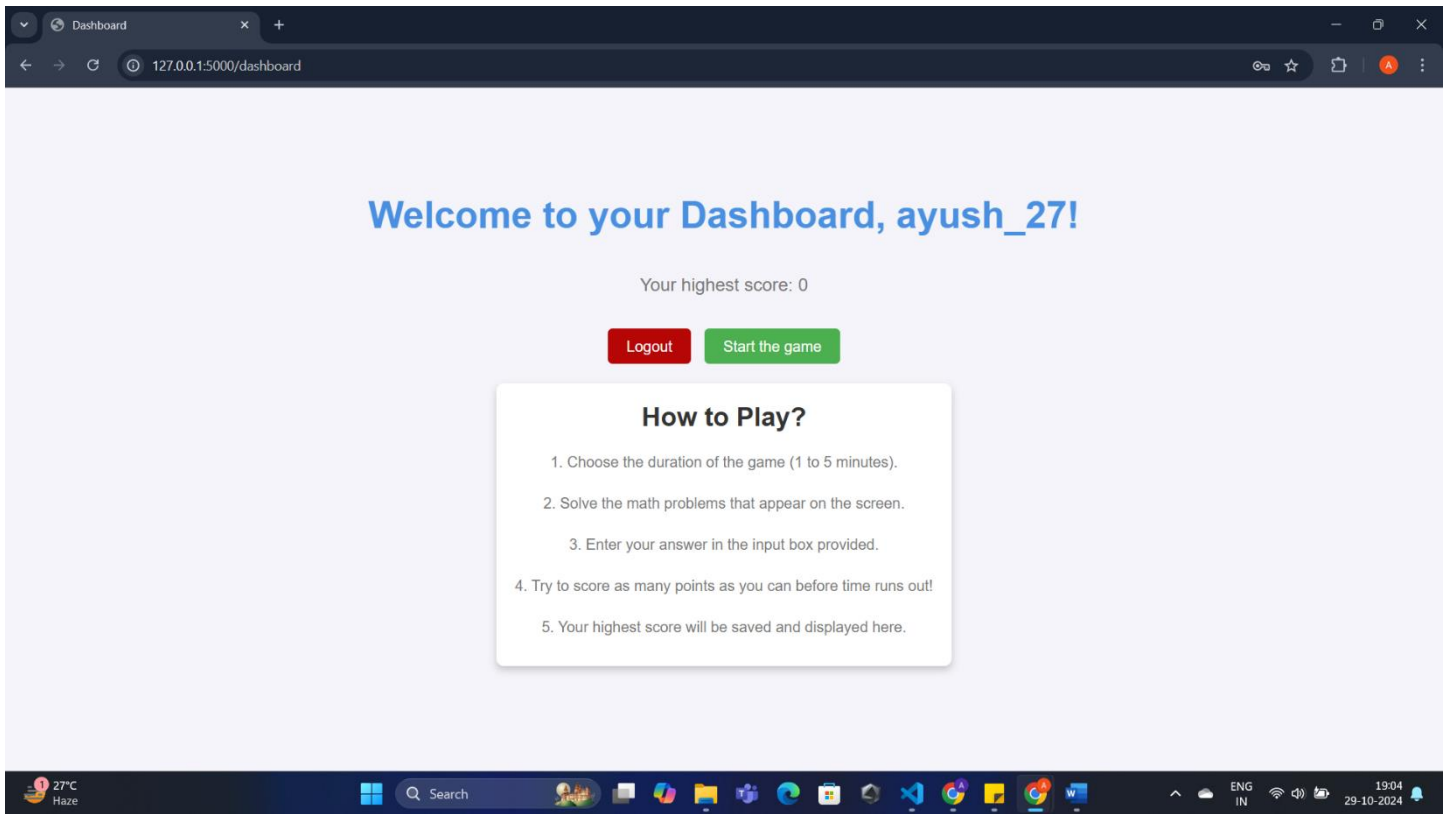 Dashboard
127.0.0.1:5000/dashboard
A
Welcome to your Dashboard, ayush_27!
Your highest score: 0
Logout Start the game
How to Play?
1. Choose the duration of the game (1 to 5 minutes).
2. Solve the math problems that appear on the screen.
3. Enter your answer in the input box provided.
4. Try to score as many points as you can before time runs out!
5. Your highest score will be saved and displayed here.
1 27°C
Haze
Search
ENG
IN
19:04
29-10-2024